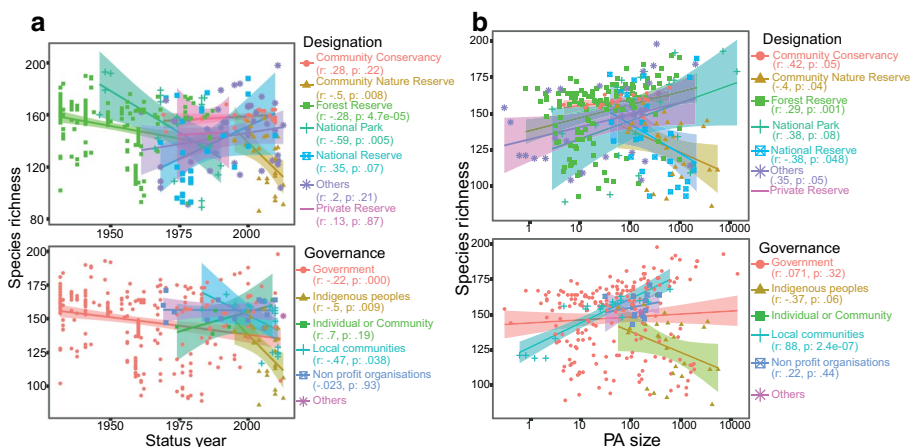 a
Species richness
200
160
120
80
1950
1975
2000
Designation
Community Conservancy
(r: .28, p: .22)
Community Nature Reserve
(r: -.5, p: .008)
Forest Reserve
(r: -.28, p: 4.7e-05)
National Park
(r: -.59, p: .005)
National Reserve
(r: .35, p: .07)
Others
(r: .2, p: .21)
Private Reserve
(r: .13, p: .87)
200
175
150
125
100
1950
1975
2000
Status year
Governance
Government
(r: -.22, p: .000)
Indigenous peoples
(r: -.5, p: .009)
Individual or Community
(r: .7, p: .19)
Local communities
(r: -.47, p: .038)
Non profit organisations
(-.023, p: .93)
Others
b
Species richness
175
150
125
100
1
10
100
1000
10000
Designation
Community Conservancy
(r: .42, p: .05)
Community Nature Reserve
(-.4, p: .04)
Forest Reserve
(r: .29, p: .001)
National Park
(r: .38, p: .08)
National Reserve
(r: -.38, p: .048)
Others
(.35, p: .05)
Private Reserve
200
175
150
125
100
1
10
100
1000
10000
PA size
Governance
Government
(r: .071, p: .32)
Indigenous peoples
(r: -.37, p: .06)
Individual or Community
Local communities
(r: 88, p: 2.4e-07)
Non profit organisations
(r: .22, p: .44)
Others